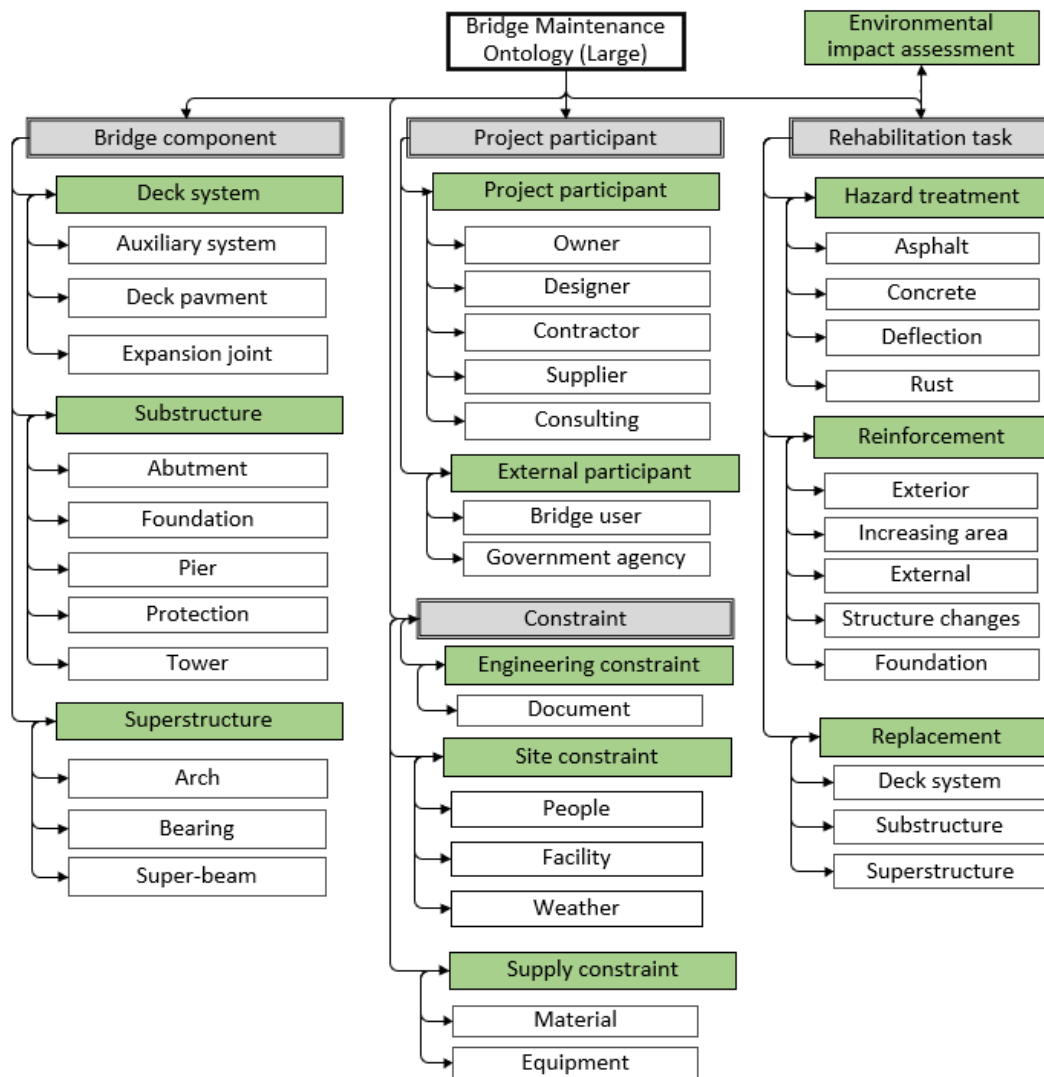 Bridge Maintenance
Ontology (Large)
Environmental
impact assessment
Bridge component
Deck system
Auxiliary system
Deck pavment
Expansion joint
Substructure
Abutment
Foundation
Pier
Protection
Tower
Superstructure
Arch
Bearing
Super-beam
Project participant
Project participant
Owner
Designer
Contractor
Supplier
Consulting
External participant
Bridge user
Government agency
Constraint
Engineering constraint
Document
Site constraint
People
Facility
Weather
Supply constraint
Material
Equipment
Rehabilitation task
Hazard treatment
Asphalt
Concrete
Deflection
Rust
Reinforcement
Exterior
Increasing area
External
Structure changes
Foundation
Replacement
Deck system
Substructure
Superstructure